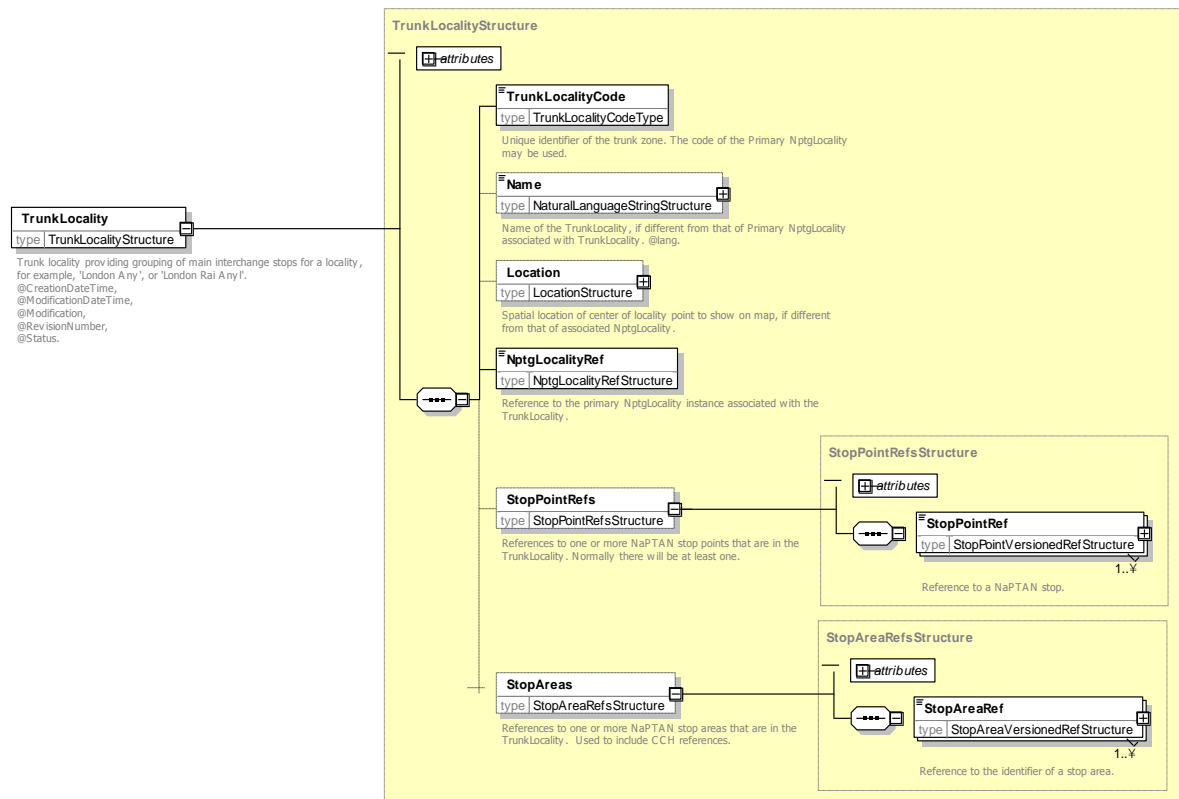 TrunkLocalityStructure
attributes
TrunkLocalityCode
type TrunkLocalityCodeType
Unique identifier of the trunk zone. The code of the Primary NptgLocality
may be used.
Name
type NaturalLanguageStringStructure
Name of the TrunkLocality, if different from that of Primary NptgLocality
associated with TrunkLocality. @lang.
TrunkLocality
type TrunkLocalityStructure
Trunk locality providing grouping of main interchange stops for a locality,
for example, 'London Any', or 'London Rai Anyl'.
@CreationDateTime,
@ModificationDateTime,
@Modification,
@RevisionNumber,
@Status.
Location
type LocationStructure
Spatial location of center of locality point to show on map, if different
from that of associated NptgLocality.
NptgLocalityRef
type NptgLocalityRefStructure
Reference to the primary NptgLocality instance associated with the
TrunkLocality.
StopPointRefs
type StopPointRefsStructure
References to one or more NaPTAN stop points that are in the
TrunkLocality. Normally there will be at least one.
StopPointRefsStructure
attributes
StopPointRef
type StopPointVersionedRefStructure
1..¥
Reference to a NaPTAN stop.
StopAreas
type StopAreaRefsStructure
References to one or more NaPTAN stop areas that are in the
TrunkLocality. Used to include CCH references.
StopAreaRefsStructure
attributes
StopAreaRef
type StopAreaVersionedRefStructure
1..¥
Reference to the identifier of a stop area.